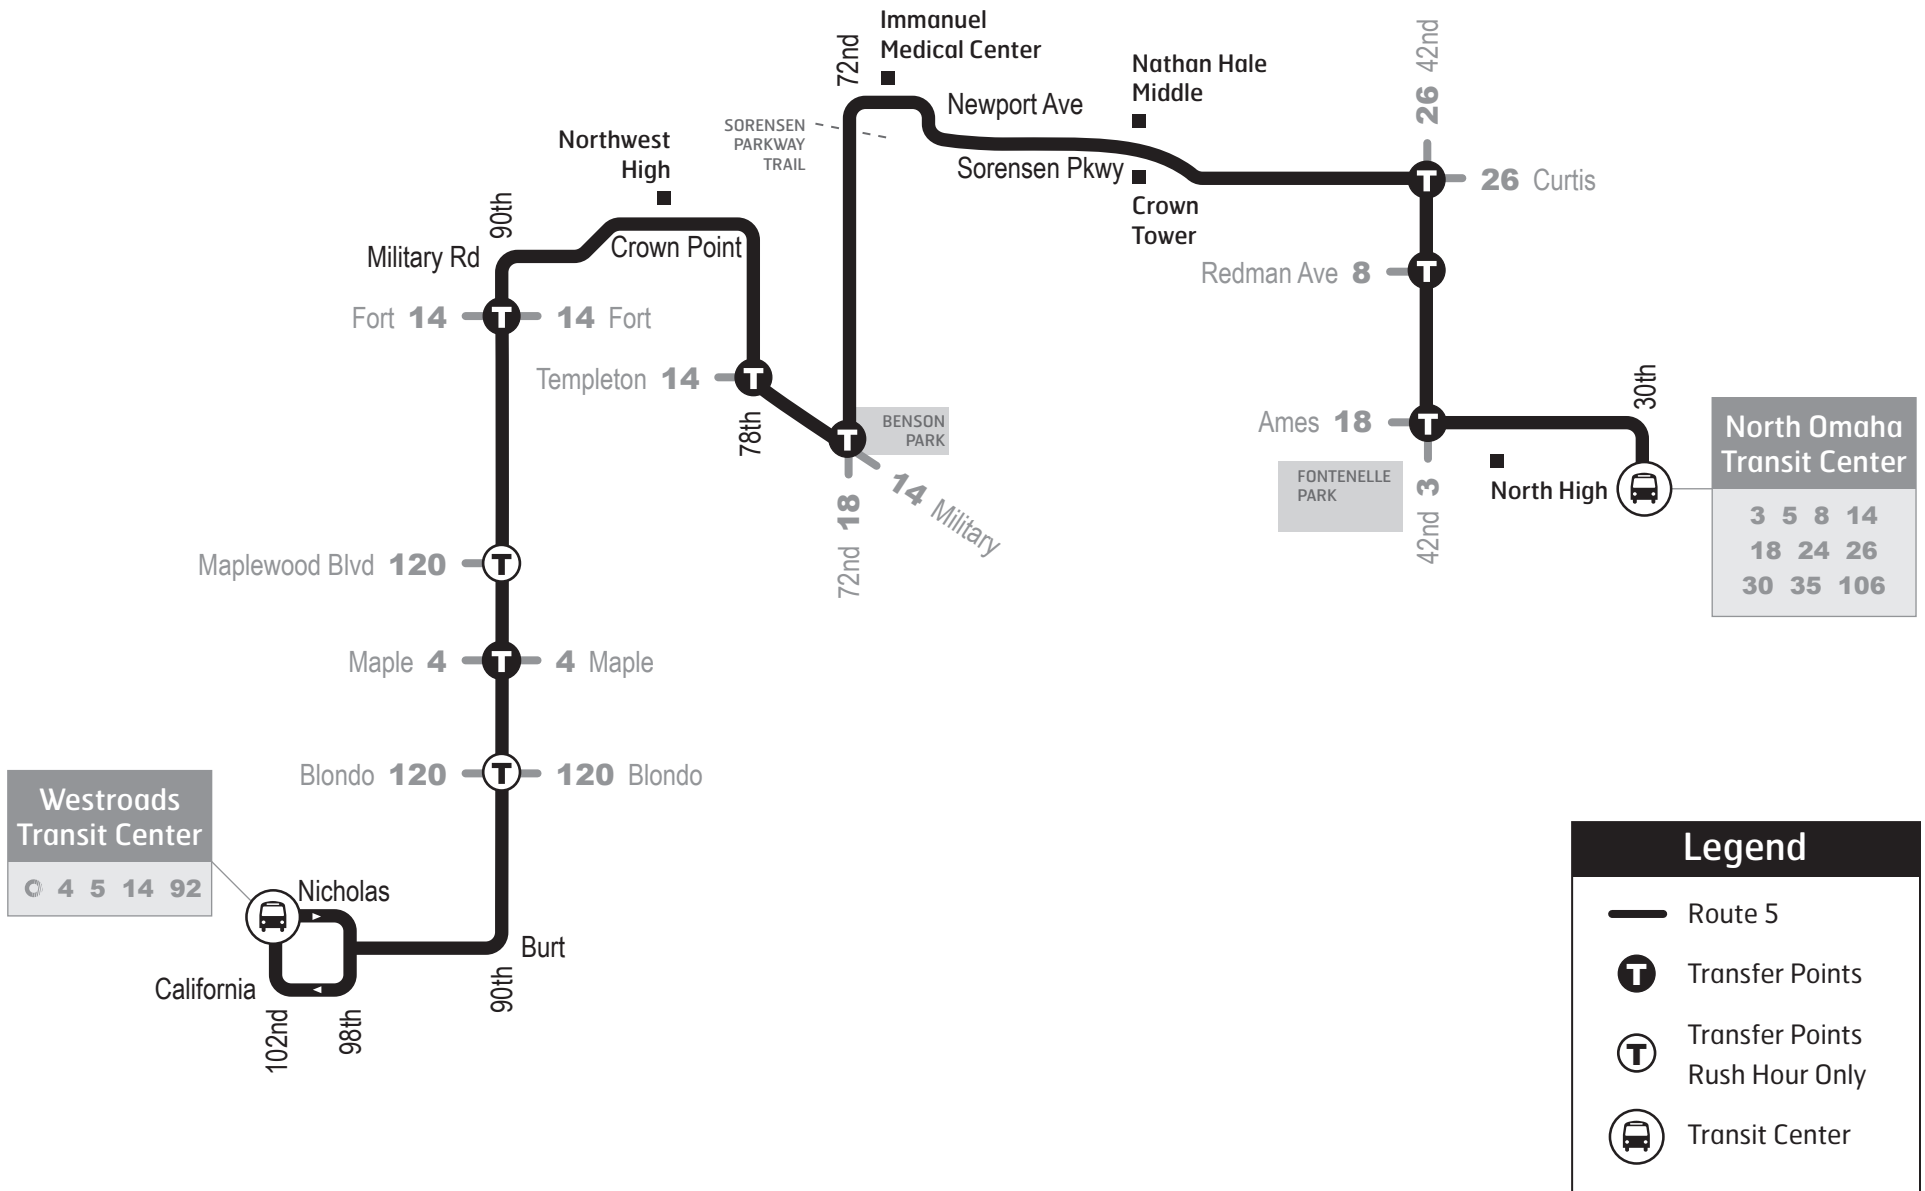 Immanuel
Medical Center
72nd
Newport Ave
Nathan Hale
Middle
26 42nd
SORENSEN
PARKWAY
TRAIL
Northwest
High
Sorensen Pkwy
T
26 Curtis
Crown
Tower
90th
Military Rd
Crown Point
Redman Ave 8
T
Fort 14
T
14 Fort
Templeton 14
T
78th
BENSON
PARK
T
72nd 18
14 Military
Ames 18
T
30th
FONTENELLE
PARK
42nd 3
North High
North Omaha
Transit Center
3 5 8 14
18 24 26
30 35 106
Maplewood Blvd 120
T
Maple 4
T
4 Maple
Blondo 120
T
120 Blondo
Westroads
Transit Center
4 5 14 92
Nicholas
Burt
California
90th
102nd
98th
Legend
Route 5
T
Transfer Points
T
Transfer Points
Rush Hour Only
Transit Center